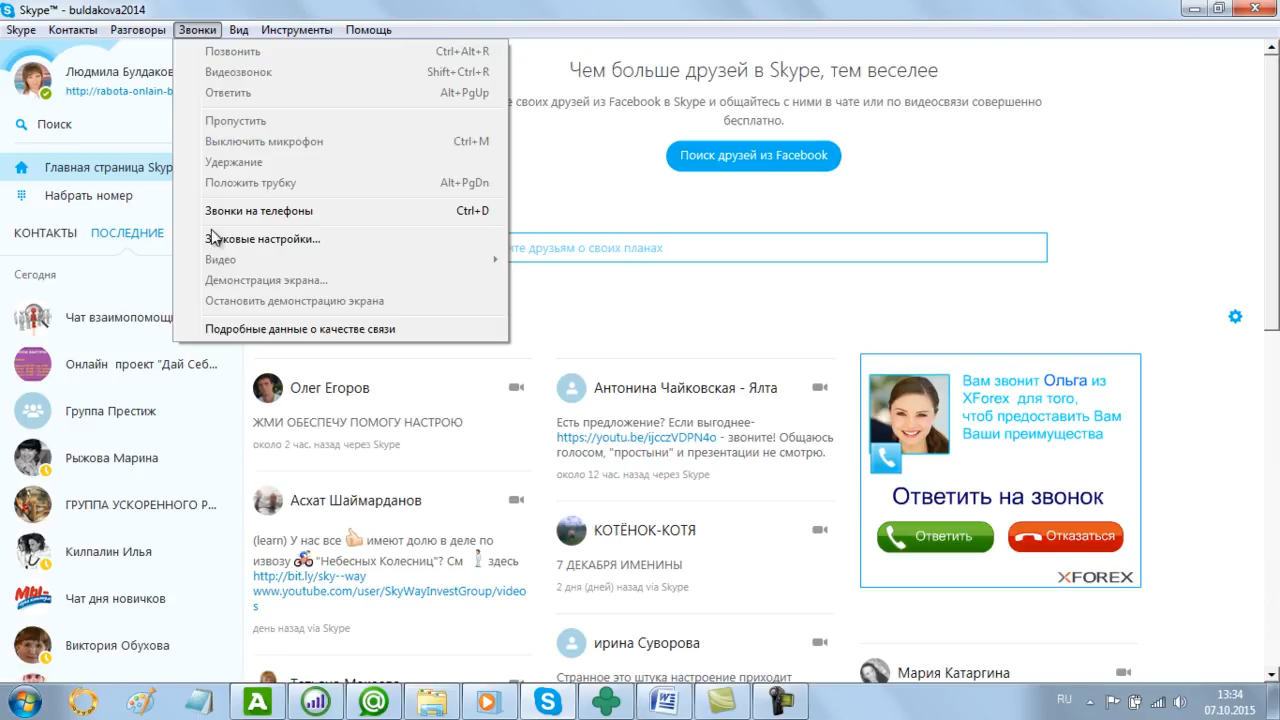 Skype™ - buldakova2014
Skype Контакты Разговоры Звонки Вид Инструменты Помощь
Людмила Булдаков
http://rabota-onlain-b
Поиск
Главная страница Skyp
Набрать номер
КОНТАКТЫ ПОСЛЕДНИЕ
Сегодня
Чат взаимопомощ
Онлайн проект "Дай Себ...
Группа Престиж
Рыжова Марина
ГРУППА УСКОРЕННОГО Р...
Килпалин Илья
Чат дня новичков
Виктория Обухова
Позвонить Ctrl+Alt+R
Видеозвонок Shift+Ctrl+R
Ответить Alt+PgUp
Пропустить
Выключить микрофон Ctrl+M
Удержание
Положить трубку Alt+PgDn
Звонки на телефоны Ctrl+D
Звуковые настройки...
Видео
Демонстрация экрана...
Остановить демонстрацию экрана
Подробные данные о качестве связи
Чем больше друзей в Skype, тем веселее
е своих друзей из Facebook в Skype и общайтесь с ними в чате или по видеосвязи совершенно
бесплатно.
Поиск друзей из Facebook
те друзьям о своих планах
Олег Егоров
ЖМИ ОБЕСПЕЧУ ПОМОГУ НАСТРОЮ
около 2 час. назад через Skype
Асхат Шаймарданов
(learn) У нас все имеют долю в деле по
извозу "Небесных Колесниц"? См здесь
http://bit.ly/sky--way
www.youtube.com/user/SkyWayInvestGroup/video
s
день назад via Skype
Антонина Чайковская - Ялта
Есть предложение? Если выгоднее-
https://youtu.be/ijcczVDPN4o - звоните! Общаюсь
голосом, "простыни" и презентации не смотрю.
около 12 час. назад через Skype
КОТЁНОК-КОТЯ
7 ДЕКАБРЯ ИМЕНИНЫ
2 дня (дней) назад via Skype
ирина Суворова
Странное это штука настроение приходит
Вам звонит Ольга из
XForex для того,
чтоб предоставить Вам
Ваши преимущества
Ответить на звонок
Ответить Отказаться
XFOREX
Мария Катаргина
RU
13:34
07.10.2015